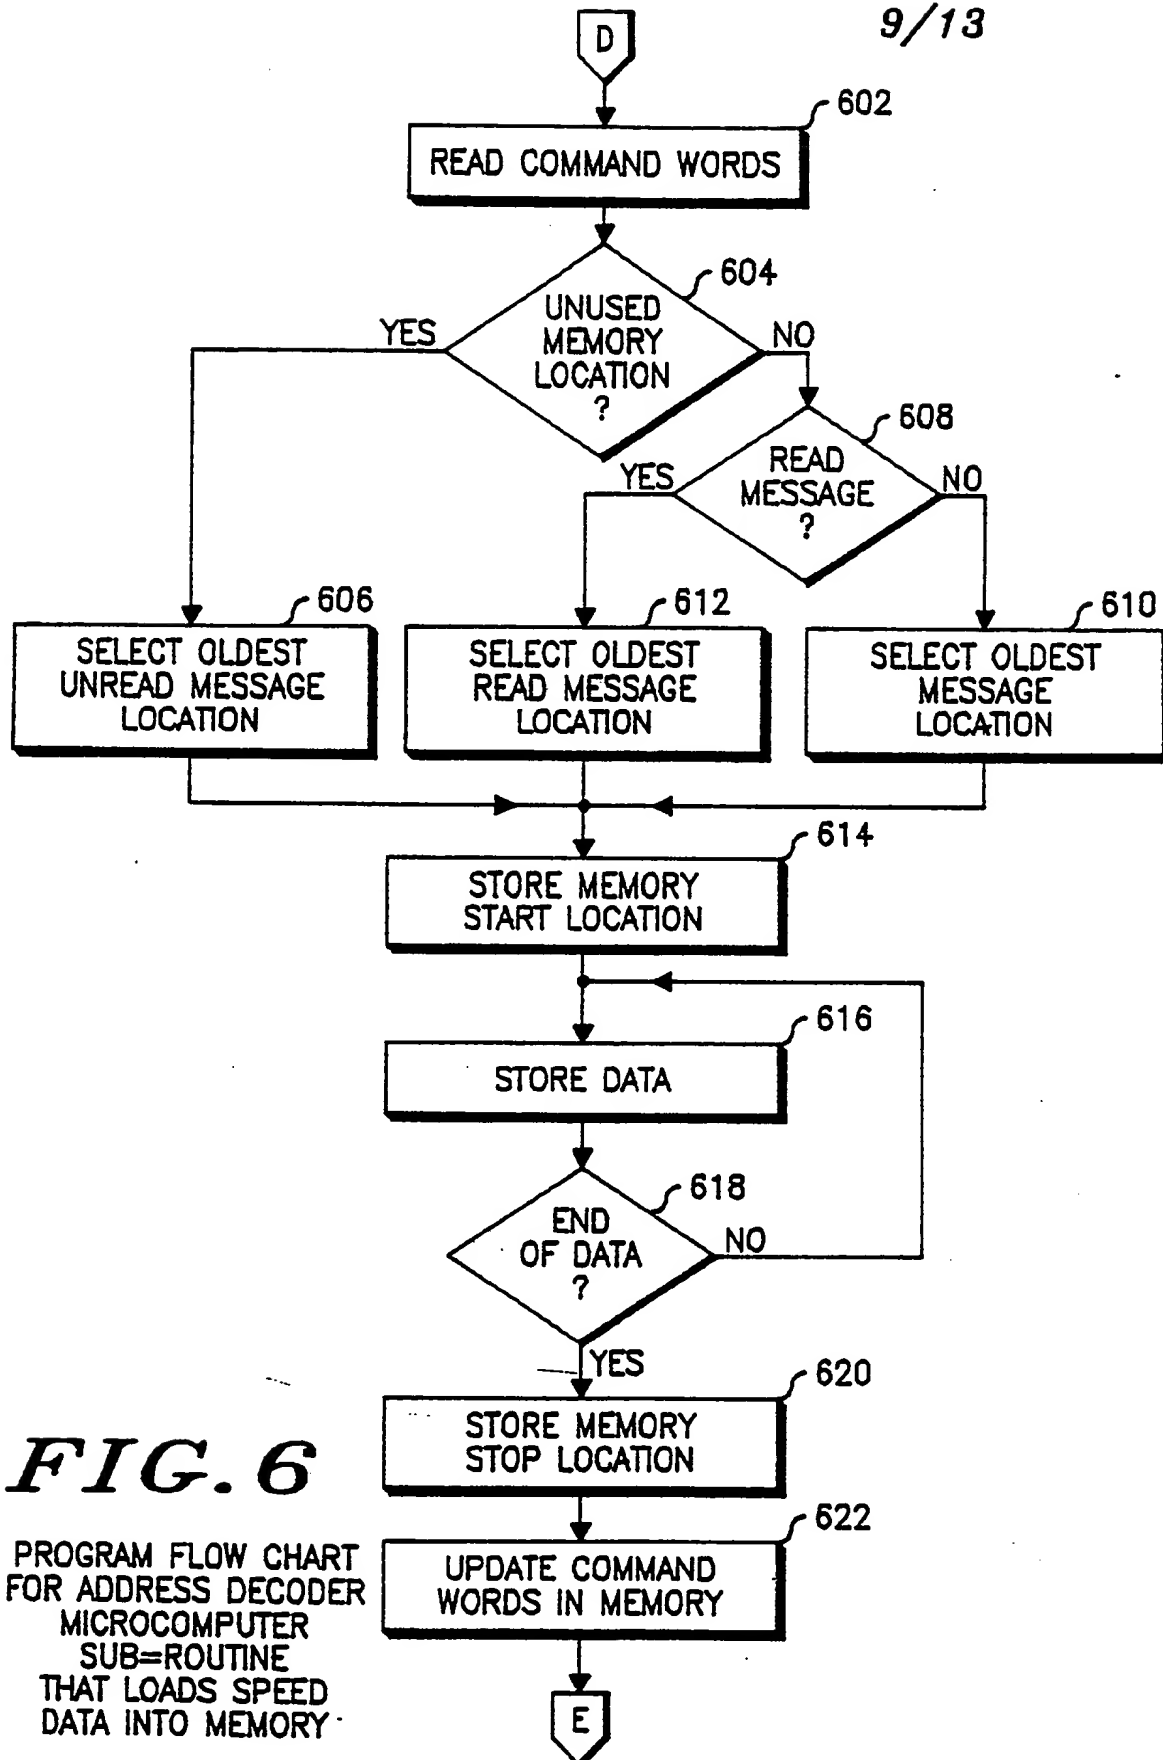 9/13
D
602
READ COMMAND WORDS
604
UNUSED
MEMORY
LOCATION
?
YES
NO
608
READ
MESSAGE
?
YES
NO
606
SELECT OLDEST
UNREAD MESSAGE
LOCATION
612
SELECT OLDEST
READ MESSAGE
LOCATION
610
SELECT OLDEST
MESSAGE
LOCATION
614
STORE MEMORY
START LOCATION
616
STORE DATA
618
END
OF DATA
?
NO
YES
620
STORE MEMORY
STOP LOCATION
622
UPDATE COMMAND
WORDS IN MEMORY
E
FIG. 6
PROGRAM FLOW CHART
FOR ADDRESS DECODER
MICROCOMPUTER
SUB=ROUTINE
THAT LOADS SPEED
DATA INTO MEMORY